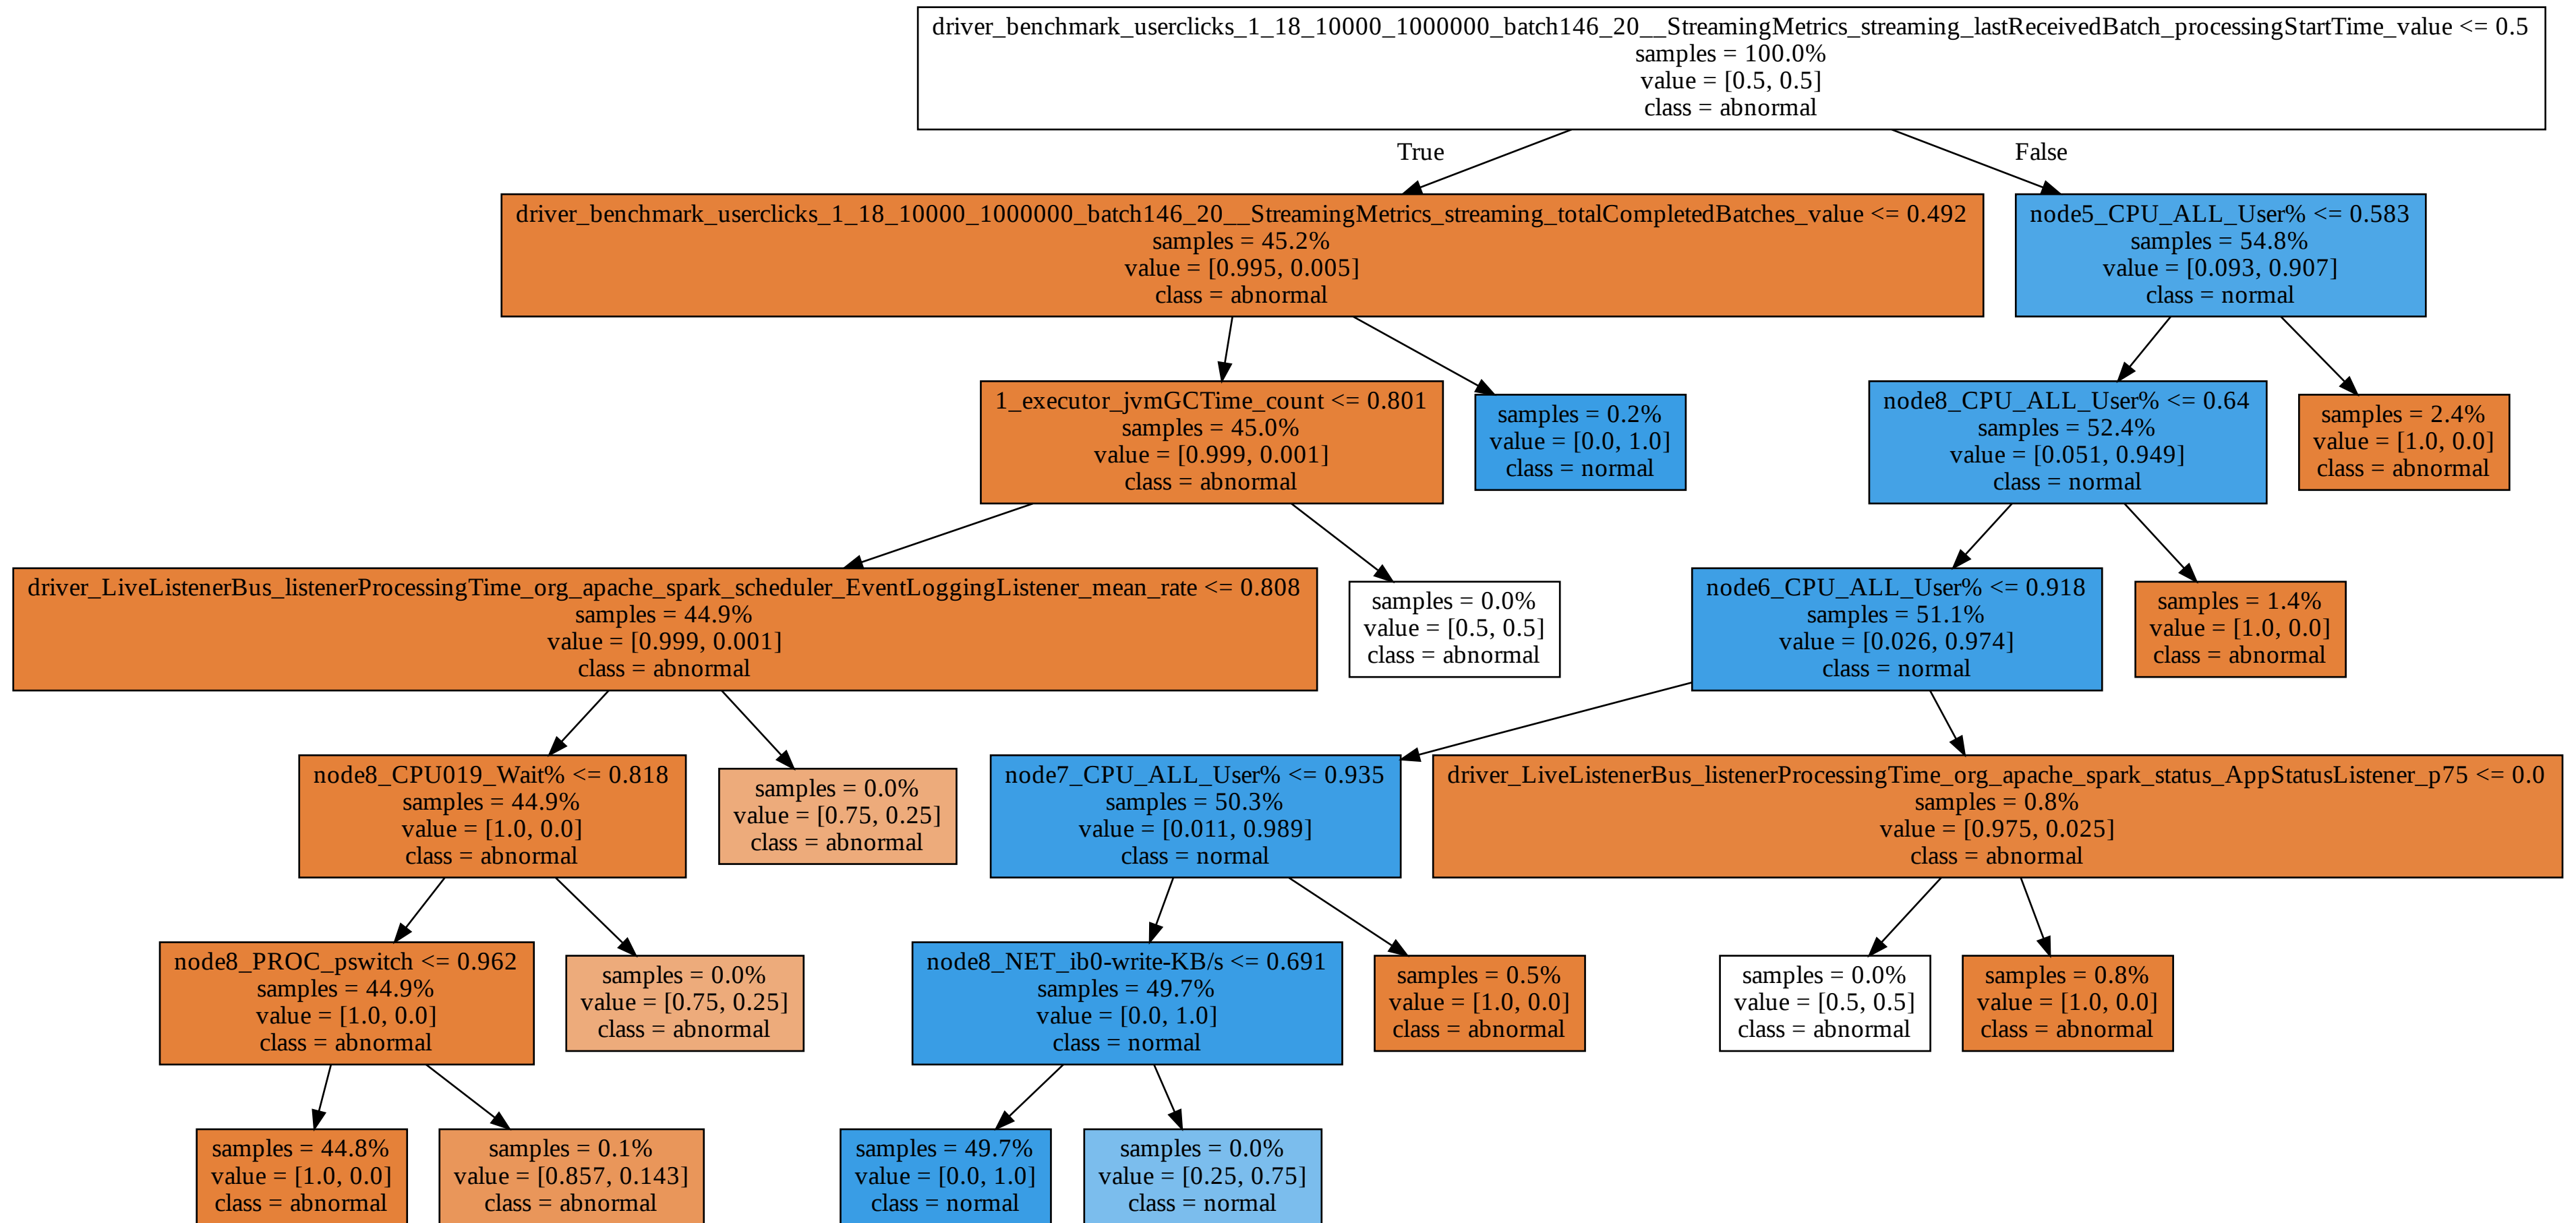 driver_benchmark_userclicks_1_18_10000_1000000_batch146_20__StreamingMetrics_streaming_lastReceivedBatch_processingStartTime_value <= 0.5
samples = 100.0%
value = [0.5, 0.5]
class = abnormal
True
False
driver_benchmark_userclicks_1_18_10000_1000000_batch146_20__StreamingMetrics_streaming_totalCompletedBatches_value <= 0.492
samples = 45.2%
value = [0.995, 0.005]
class = abnormal
node5_CPU_ALL_User% <= 0.583
samples = 54.8%
value = [0.093, 0.907]
class = normal
1_executor_jvmGCTime_count <= 0.801
samples = 45.0%
value = [0.999, 0.001]
class = abnormal
samples = 0.2%
value = [0.0, 1.0]
class = normal
node8_CPU_ALL_User% <= 0.64
samples = 52.4%
value = [0.051, 0.949]
class = normal
samples = 2.4%
value = [1.0, 0.0]
class = abnormal
driver_LiveListenerBus_listenerProcessingTime_org_apache_spark_scheduler_EventLoggingListener_mean_rate <= 0.808
samples = 44.9%
value = [0.999, 0.001]
class = abnormal
samples = 0.0%
value = [0.5, 0.5]
class = abnormal
node6_CPU_ALL_User% <= 0.918
samples = 51.1%
value = [0.026, 0.974]
class = normal
samples = 1.4%
value = [1.0, 0.0]
class = abnormal
node8_CPU019_Wait% <= 0.818
samples = 44.9%
value = [1.0, 0.0]
class = abnormal
samples = 0.0%
value = [0.75, 0.25]
class = abnormal
node7_CPU_ALL_User% <= 0.935
samples = 50.3%
value = [0.011, 0.989]
class = normal
driver_LiveListenerBus_listenerProcessingTime_org_apache_spark_status_AppStatusListener_p75 <= 0.0
samples = 0.8%
value = [0.975, 0.025]
class = abnormal
node8_PROC_pswitch <= 0.962
samples = 44.9%
value = [1.0, 0.0]
class = abnormal
samples = 0.0%
value = [0.75, 0.25]
class = abnormal
node8_NET_ib0-write-KB/s <= 0.691
samples = 49.7%
value = [0.0, 1.0]
class = normal
samples = 0.5%
value = [1.0, 0.0]
class = abnormal
samples = 0.0%
value = [0.5, 0.5]
class = abnormal
samples = 0.8%
value = [1.0, 0.0]
class = abnormal
samples = 44.8%
value = [1.0, 0.0]
class = abnormal
samples = 0.1%
value = [0.857, 0.143]
class = abnormal
samples = 49.7%
value = [0.0, 1.0]
class = normal
samples = 0.0%
value = [0.25, 0.75]
class = normal